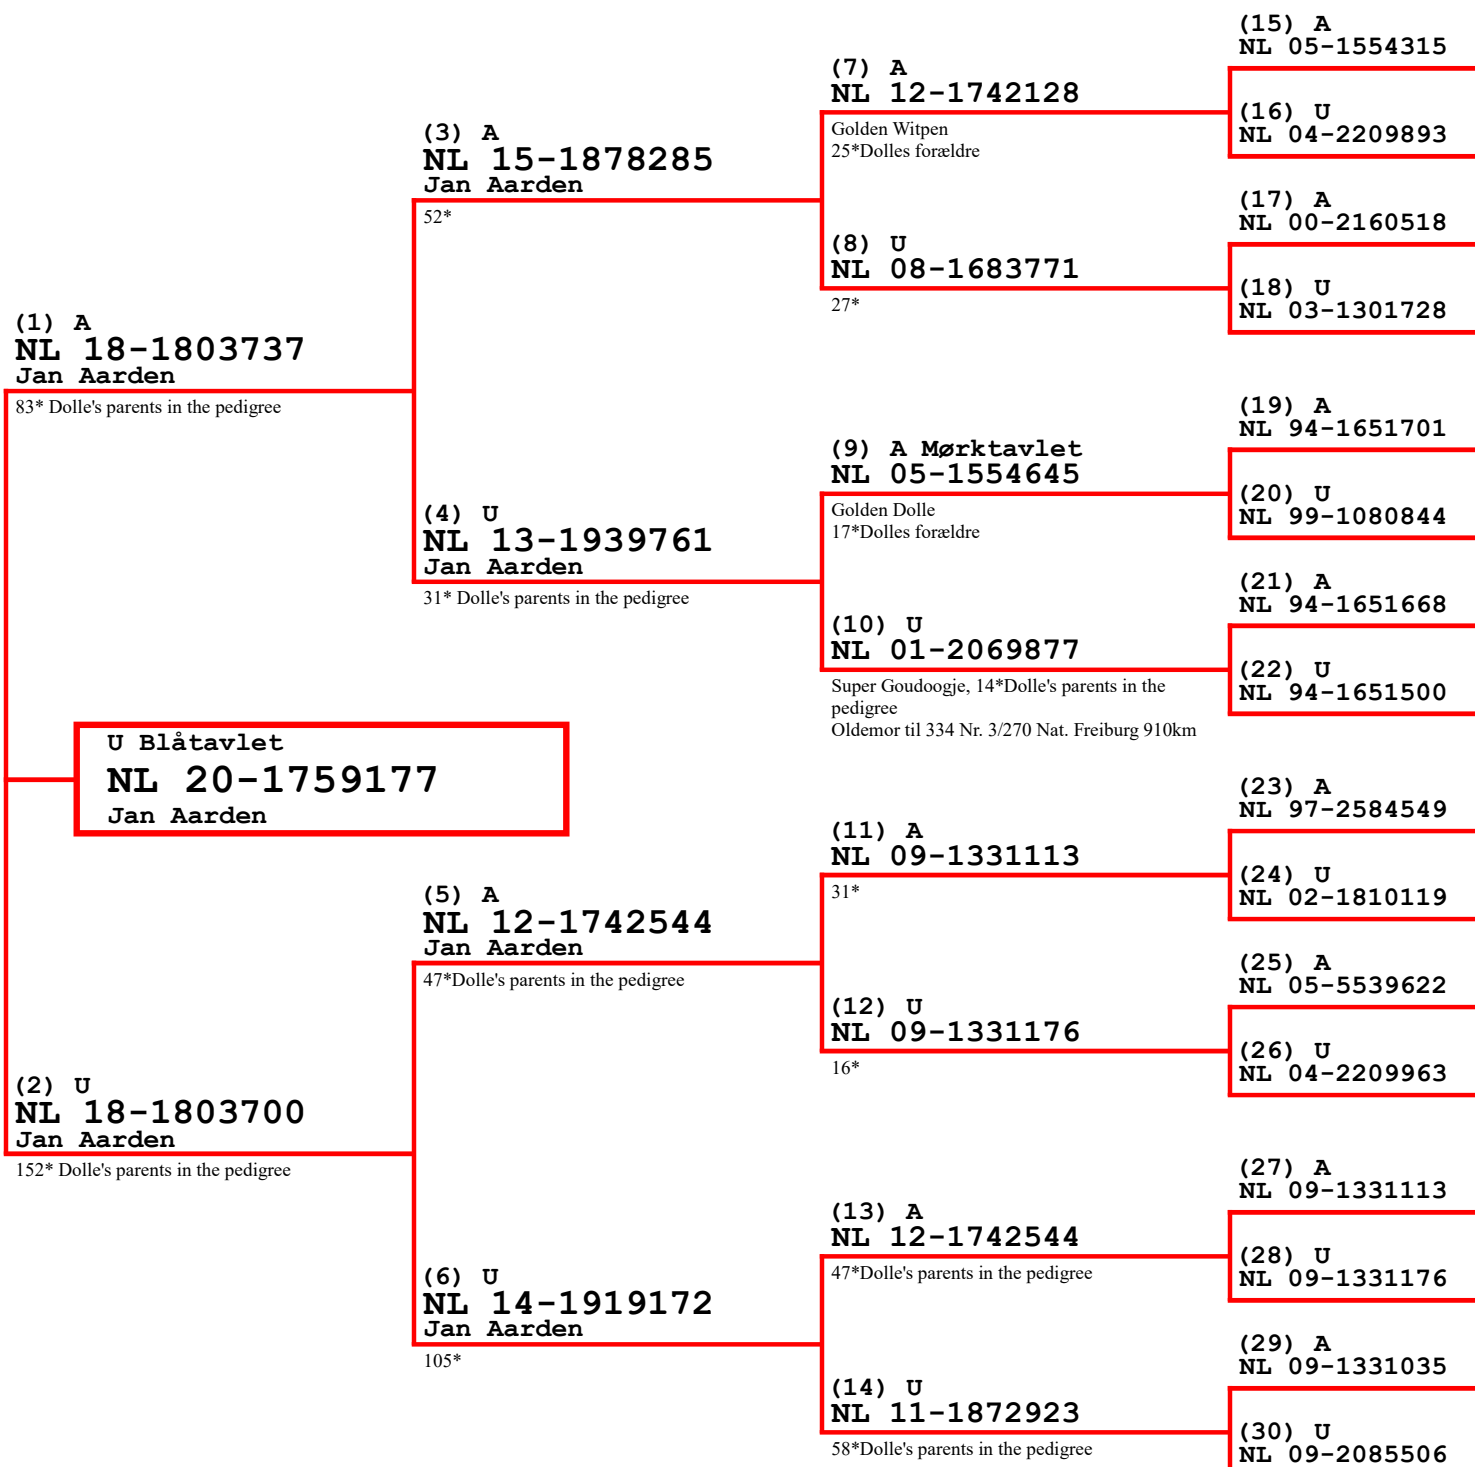 U Blåtavlet
NL 20-1759177
Jan Aarden
(1) A
NL 18-1803737
Jan Aarden
83* Dolle's parents in the pedigree
(2) U
NL 18-1803700
Jan Aarden
152* Dolle's parents in the pedigree
(3) A
NL 15-1878285
Jan Aarden
52*
(4) U
NL 13-1939761
Jan Aarden
31* Dolle's parents in the pedigree
(5) A
NL 12-1742544
Jan Aarden
47*Dolle's parents in the pedigree
(6) U
NL 14-1919172
Jan Aarden
105*
(7) A
NL 12-1742128
Golden Witpen
25*Dolles forældre
(8) U
NL 08-1683771
27*
(9) A Mørktavlet
NL 05-1554645
Golden Dolle
17*Dolles forældre
(10) U
NL 01-2069877
Super Goudoogje, 14*Dolle's parents in the
pedigree
Oldemor til 334 Nr. 3/270 Nat. Freiburg 910km
(11) A
NL 09-1331113
31*
(12) U
NL 09-1331176
16*
(13) A
NL 12-1742544
47*Dolle's parents in the pedigree
(14) U
NL 11-1872923
58*Dolle's parents in the pedigree
(15) A
NL 05-1554315
(16) U
NL 04-2209893
(17) A
NL 00-2160518
(18) U
NL 03-1301728
(19) A
NL 94-1651701
(20) U
NL 99-1080844
(21) A
NL 94-1651668
(22) U
NL 94-1651500
(23) A
NL 97-2584549
(24) U
NL 02-1810119
(25) A
NL 05-5539622
(26) U
NL 04-2209963
(27) A
NL 09-1331113
(28) U
NL 09-1331176
(29) A
NL 09-1331035
(30) U
NL 09-2085506